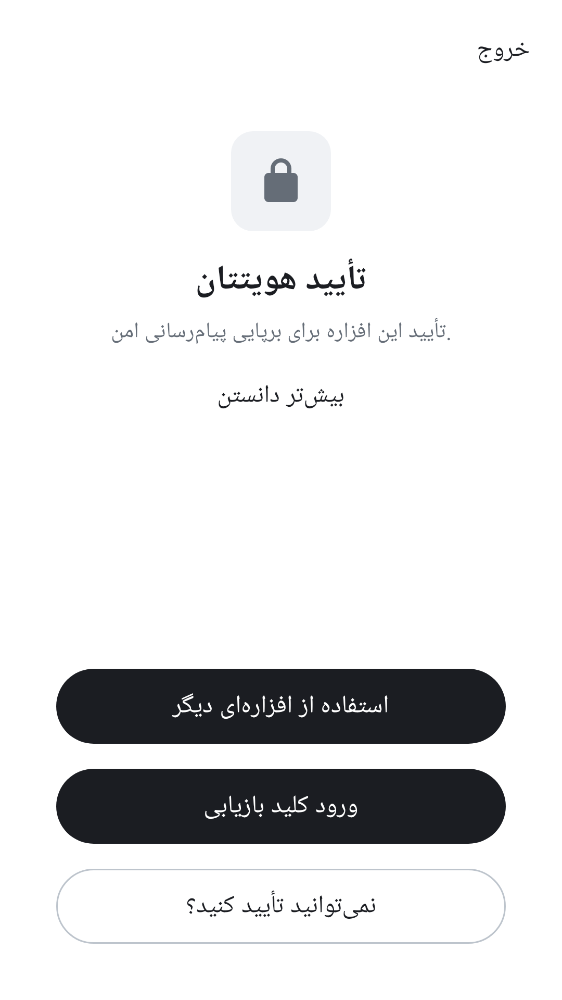 خروج
تأیید هویتتان
تأیید این افزاره برای برپایی پیام‌رسانی امن.
بیش‌تر دانستن
استفاده از افزاره‌ای دیگر
ورود کلید بازیابی
نمی‌توانید تأیید کنید؟